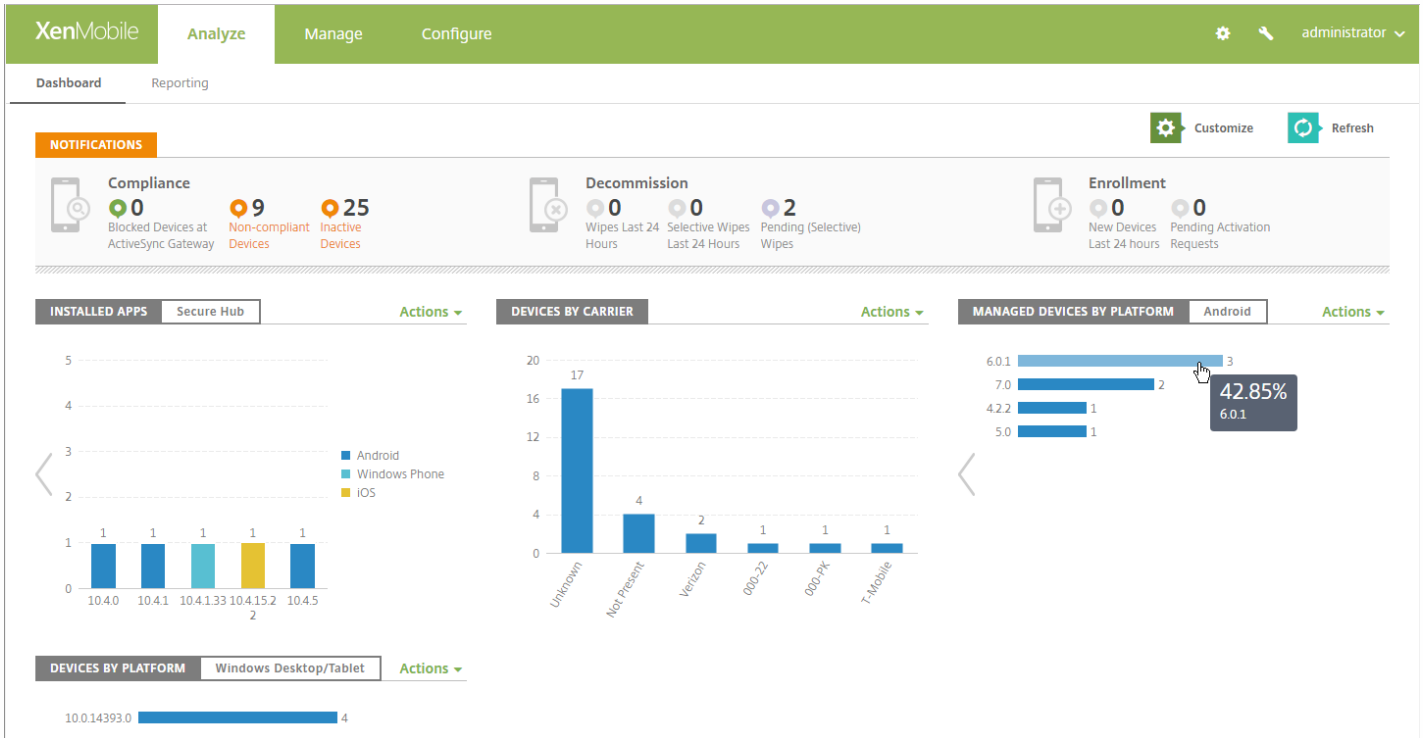 XenMobile Analyze Manage Configure administrator
Dashboard Reporting
Customize Refresh
NOTIFICATIONS
Compliance
0 9 25
Blocked Devices at Non-compliant Inactive
ActiveSync Gateway Devices Devices
Decommission
0 0 2
Wipes Last 24 Selective Wipes Pending (Selective)
Hours Last 24 Hours Wipes
Enrollment
0 0
New Devices Pending Activation
Last 24 hours Requests
INSTALLED APPS Secure Hub Actions
5
4
3
2
1
0
1 1 1 1 1
10.4.0 10.4.1 10.4.1.33 10.4.15.2 10.4.5
2
Android
Windows Phone
iOS
DEVICES BY CARRIER Actions
20
16
12
8
4
0
17 4 2 1 1 1
Unknown Not Present Verizon 000-22 000-PK T-Mobile
MANAGED DEVICES BY PLATFORM Android Actions
6.0.1 3
7.0 2
4.2.2 1
5.0 1
42.85%
6.0.1
DEVICES BY PLATFORM Windows Desktop/Tablet Actions
10.0.14393.0 4